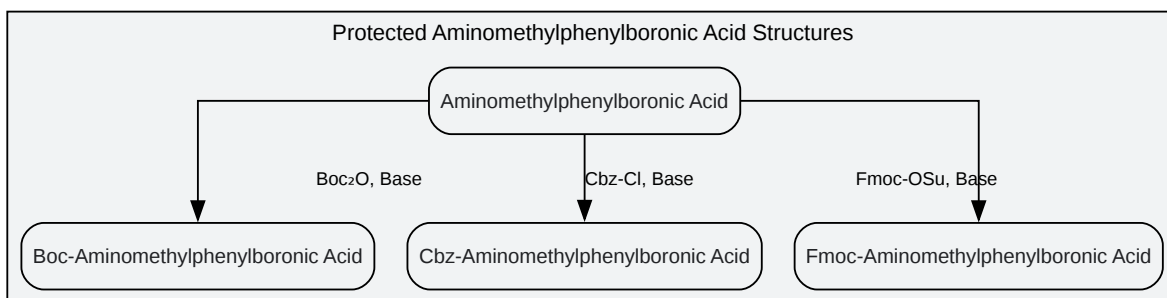 Protected Aminomethylphenylboronic Acid Structures
Aminomethylphenylboronic Acid
Boc₂O, Base
Cbz-Cl, Base
Fmoc-OSu, Base
Boc-Aminomethylphenylboronic Acid
Cbz-Aminomethylphenylboronic Acid
Fmoc-Aminomethylphenylboronic Acid